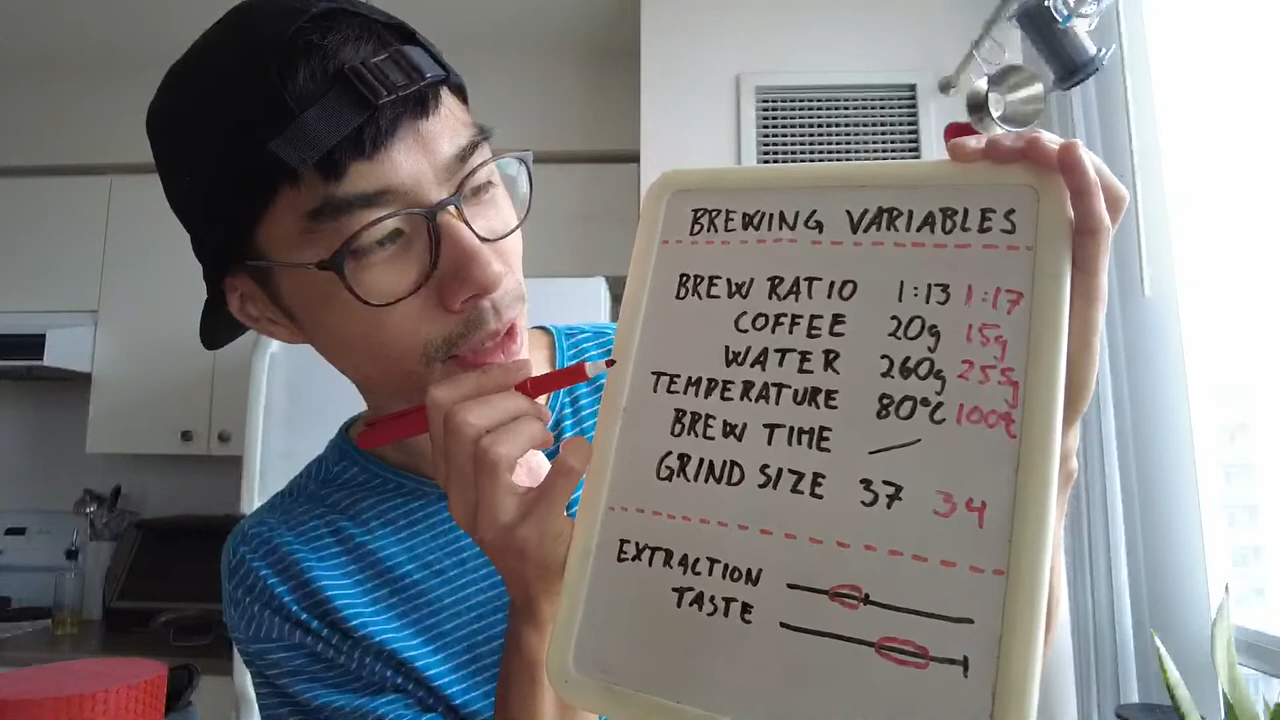 BREWING VARIABLES
BREW RATIO 1:13 1:17
COFFEE 20g 15g
WATER 260g 255g
TEMPERATURE 80°C 100°C
BREW TIME /
GRIND SIZE 37 34
EXTRACTION
TASTE